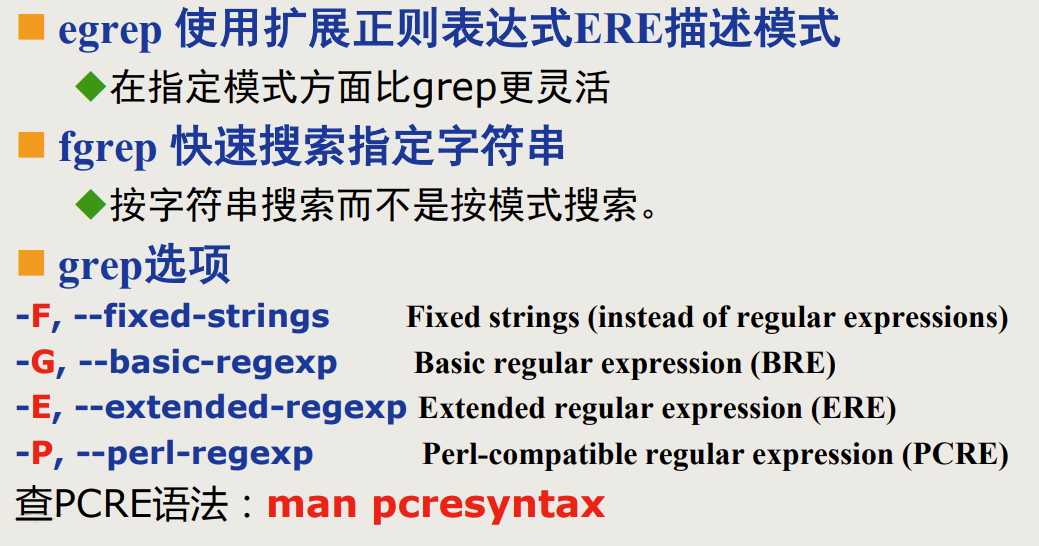 egrep 使用扩展正则表达式ERE描述模式
在指定模式方面比grep更灵活
fgrep 快速搜索指定字符串
按字符串搜索而不是按模式搜索。
grep选项
-F, --fixed-strings Fixed strings (instead of regular expressions)
-G, --basic-regexp Basic regular expression (BRE)
-E, --extended-regexp Extended regular expression (ERE)
-P, --perl-regexp Perl-compatible regular expression (PCRE)
查PCRE语法：man pcresyntax